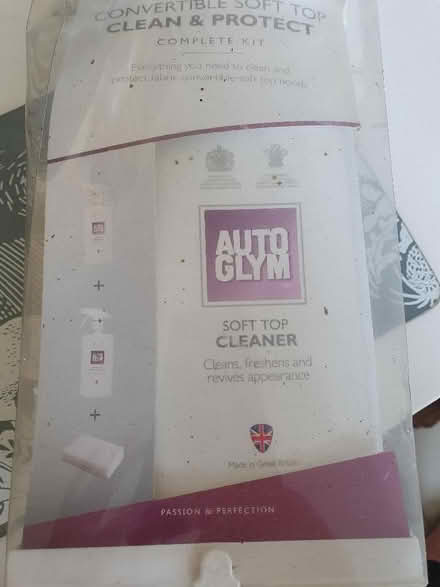 CONVERTIBLE SOFT TOP
CLEAN & PROTECT
COMPLETE KIT
Everything you need to clean and
protect fabric convertible soft top hoods
AUTO
GLYM
SOFT TOP
CLEANER
Cleans, freshens and
revives appearance
Made in Great Britain
PASSION & PERFECTION